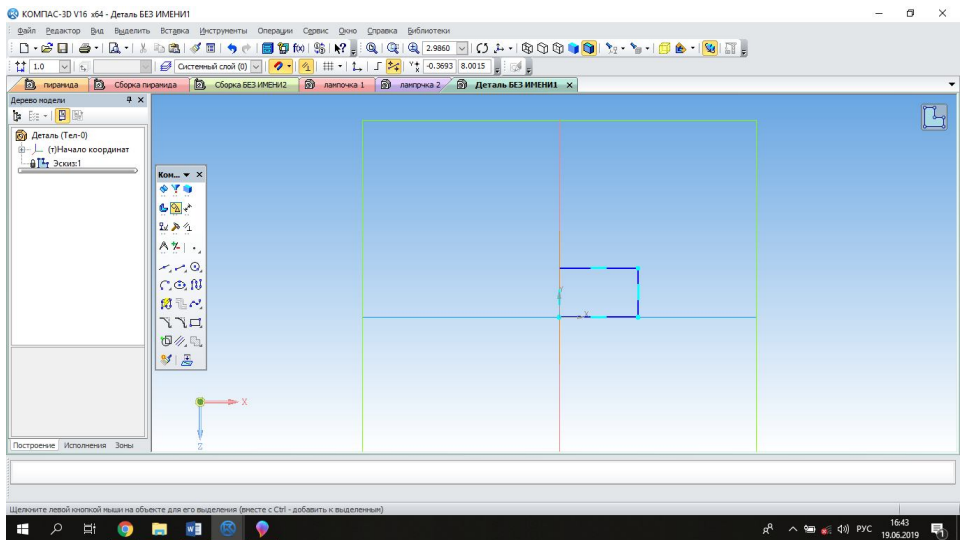 КОМПАС-3D V16 x64 - Деталь БЕЗ ИМЕНИ1
Файл Редактор Вид Выделить Вставка Инструменты Операции Сервис Окно Справка Библиотеки
2.9860
1.0 Системный слой (0) -0.3693 8.0015
пирамида Сборка пирамида Сборка БЕЗ ИМЕНИ2 лампочка 1 лампрчка 2 Деталь БЕЗ ИМЕНИ1
Дерево модели
Деталь (Тел-0)
(т)Начало координат
Эскиз:1
Ком...
Y
X
X
Z
Построение Исполнения Зоны
Щелкните левой кнопкой мыши на объекте для его выделения (вместе с Ctrl - добавить к выделенным)
РУС 16:43
19.06.2019